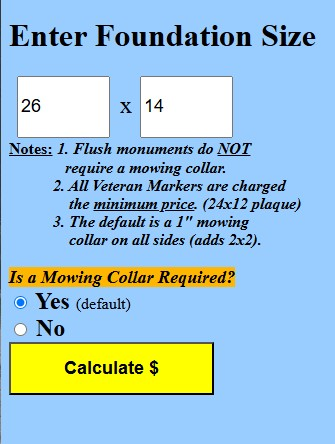 Enter Foundation Size
26 x 14
Notes: 1. Flush monuments do NOT
require a mowing collar.
2. All Veteran Markers are charged
the minimum price. (24x12 plaque)
3. The default is a 1" mowing
collar on all sides (adds 2x2).
Is a Mowing Collar Required?
Yes (default)
No
Calculate $